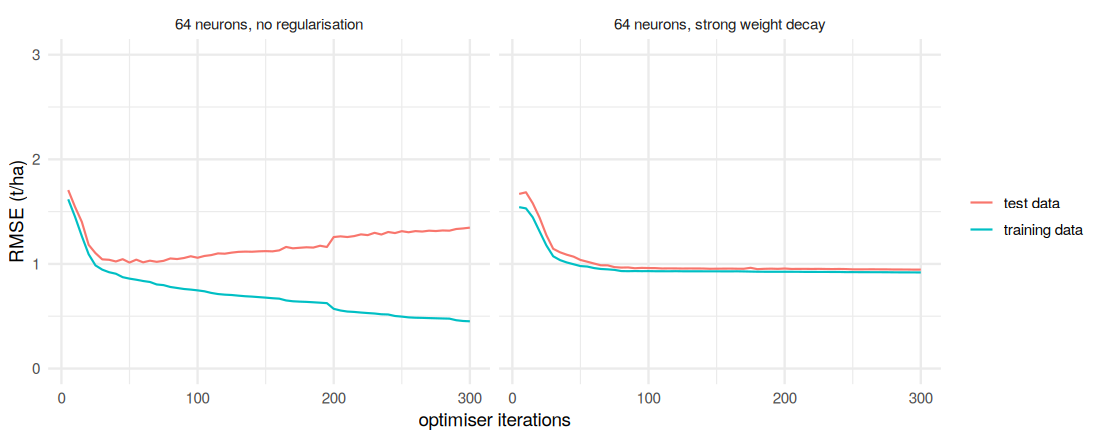 64 neurons, no regularisation
64 neurons, strong weight decay
3
2
1
0
RMSE (t/ha)
0
100
200
300
0
100
200
300
optimiser iterations
test data
training data